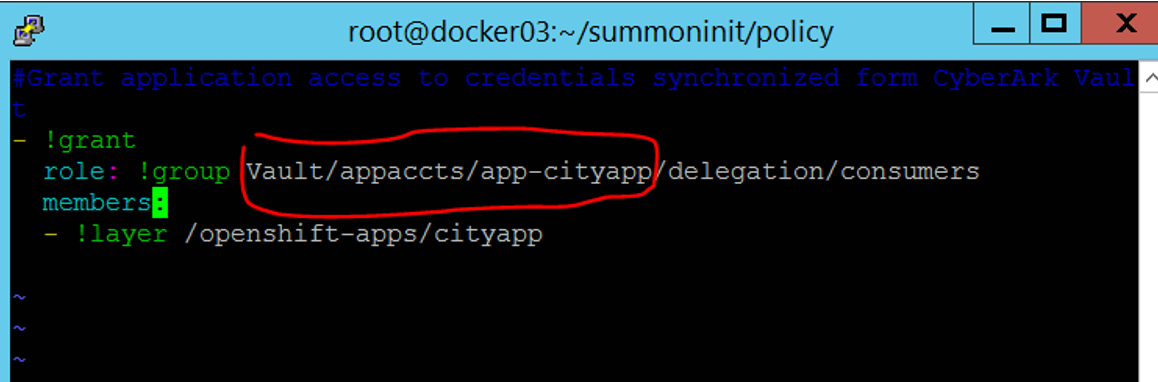 root@docker03:~/summoninit/policy
#Grant application access to credentials synchronized form CyberArk Vaul
t
- !grant
  role: !group Vault/appaccts/app-cityapp/delegation/consumers
  members:
  - !layer /openshift-apps/cityapp
~
~
~